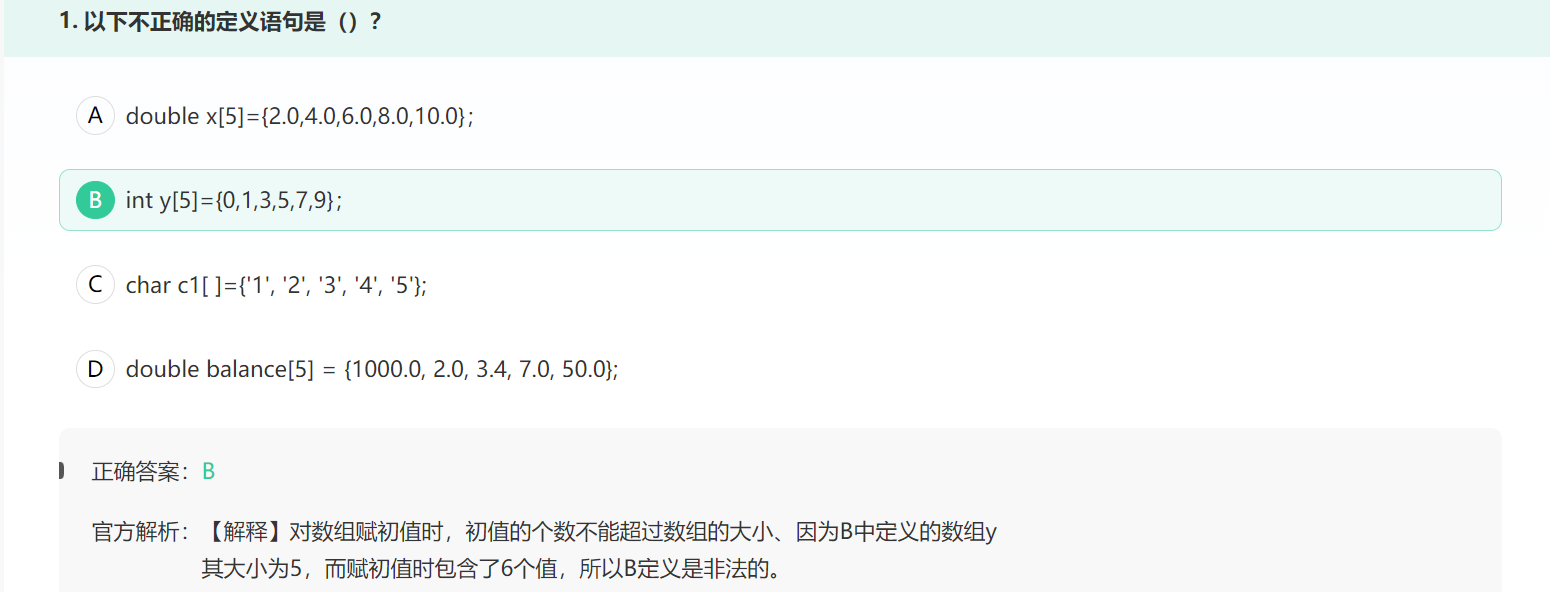 1. 以下不正确的定义语句是（）？
A double x[5]={2.0,4.0,6.0,8.0,10.0};
B int y[5]={0,1,3,5,7,9};
C char c1[ ]={'1', '2', '3', '4', '5'};
D double balance[5] = {1000.0, 2.0, 3.4, 7.0, 50.0};
正确答案：B
官方解析：【解释】对数组赋初值时，初值的个数不能超过数组的大小、因为B中定义的数组y
其大小为5，而赋初值时包含了6个值，所以B定义是非法的。